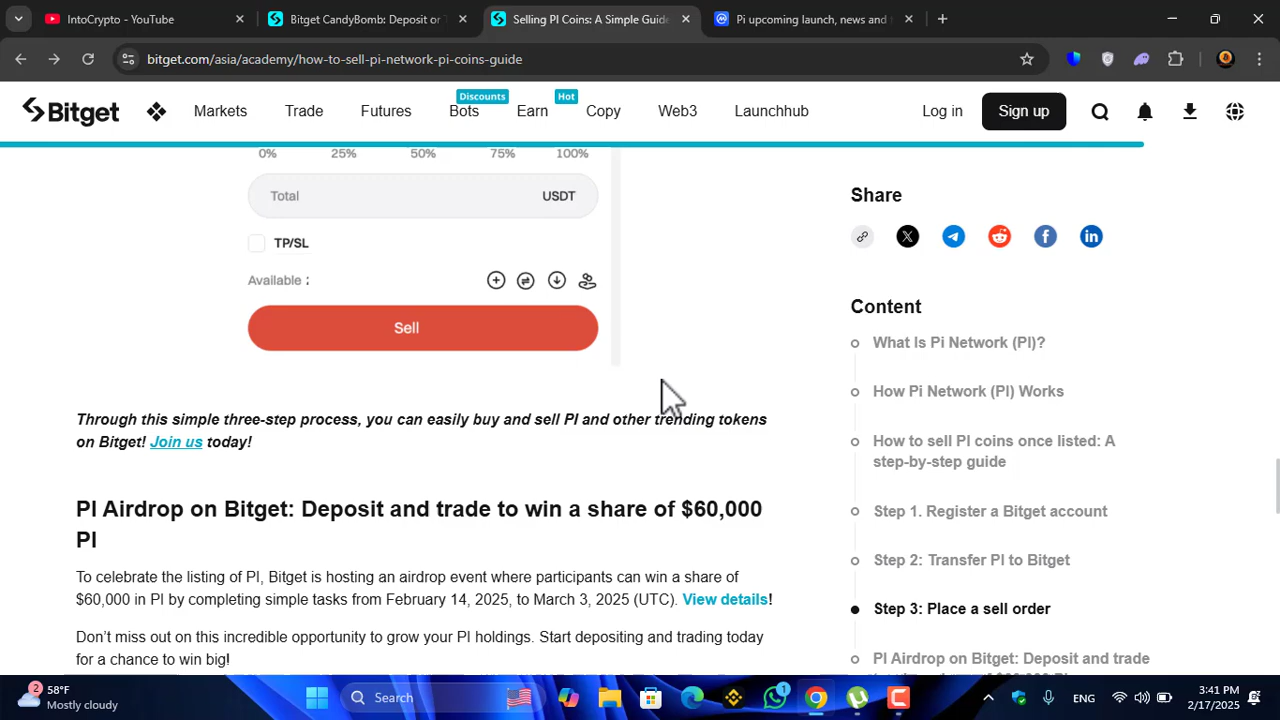 IntoCrypto - YouTube
Bitget CandyBomb: Deposit or T
Selling PI Coins: A Simple Guide
Pi upcoming launch, news and
bitget.com/asia/academy/how-to-sell-pi-network-pi-coins-guide
Bitget
Markets
Trade
Futures
Discounts
Bots
Hot
Earn
Copy
Web3
Launchhub
Log in
Sign up
0% 25% 50% 75% 100%
Total USDT
TP/SL
Available :
Sell
Through this simple three-step process, you can easily buy and sell PI and other trending tokens
on Bitget! Join us today!
PI Airdrop on Bitget: Deposit and trade to win a share of $60,000
PI
To celebrate the listing of PI, Bitget is hosting an airdrop event where participants can win a share of
$60,000 in PI by completing simple tasks from February 14, 2025, to March 3, 2025 (UTC). View details!
Don’t miss out on this incredible opportunity to grow your PI holdings. Start depositing and trading today
for a chance to win big!
Share
Content
What Is Pi Network (PI)?
How Pi Network (PI) Works
How to sell PI coins once listed: A
step-by-step guide
Step 1. Register a Bitget account
Step 2: Transfer PI to Bitget
Step 3: Place a sell order
PI Airdrop on Bitget: Deposit and trade
2
58°F
Mostly cloudy
Search
1
ENG
3:41 PM
2/17/2025